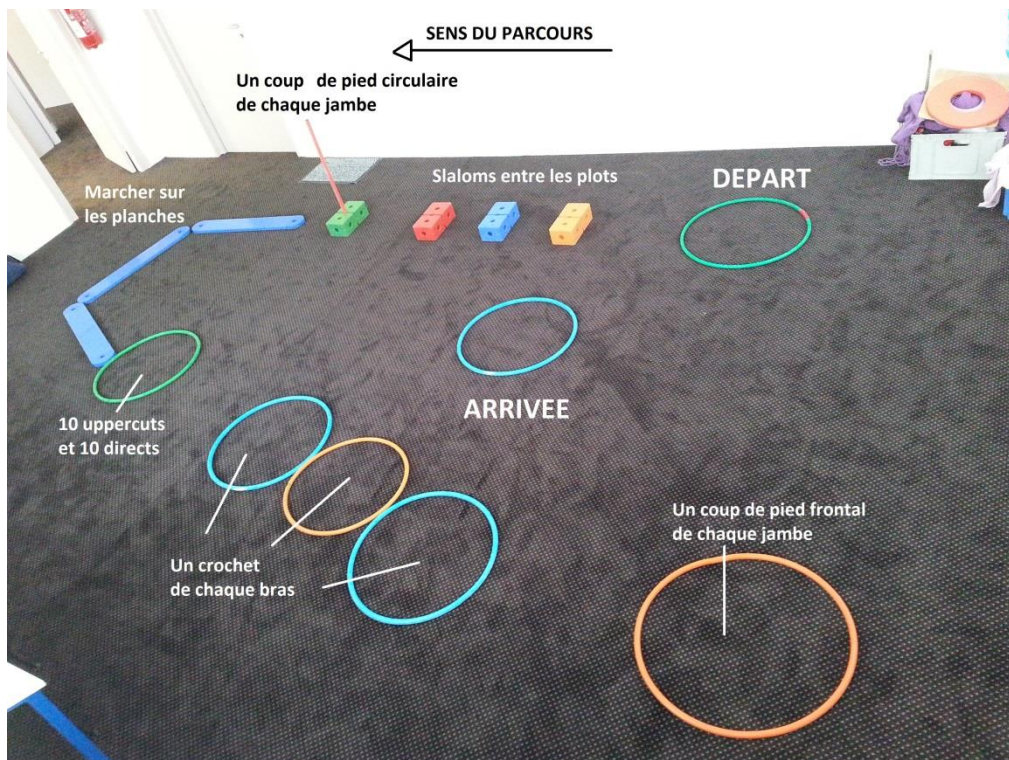 SENS DU PARCOURS
Un coup de pied circulaire
de chaque jambe
Marcher sur
les planches
Slaloms entre les plots
DEPART
ARRIVEE
10 uppercuts
et 10 directs
Un crochet
de chaque bras
Un coup de pied frontal
de chaque jambe